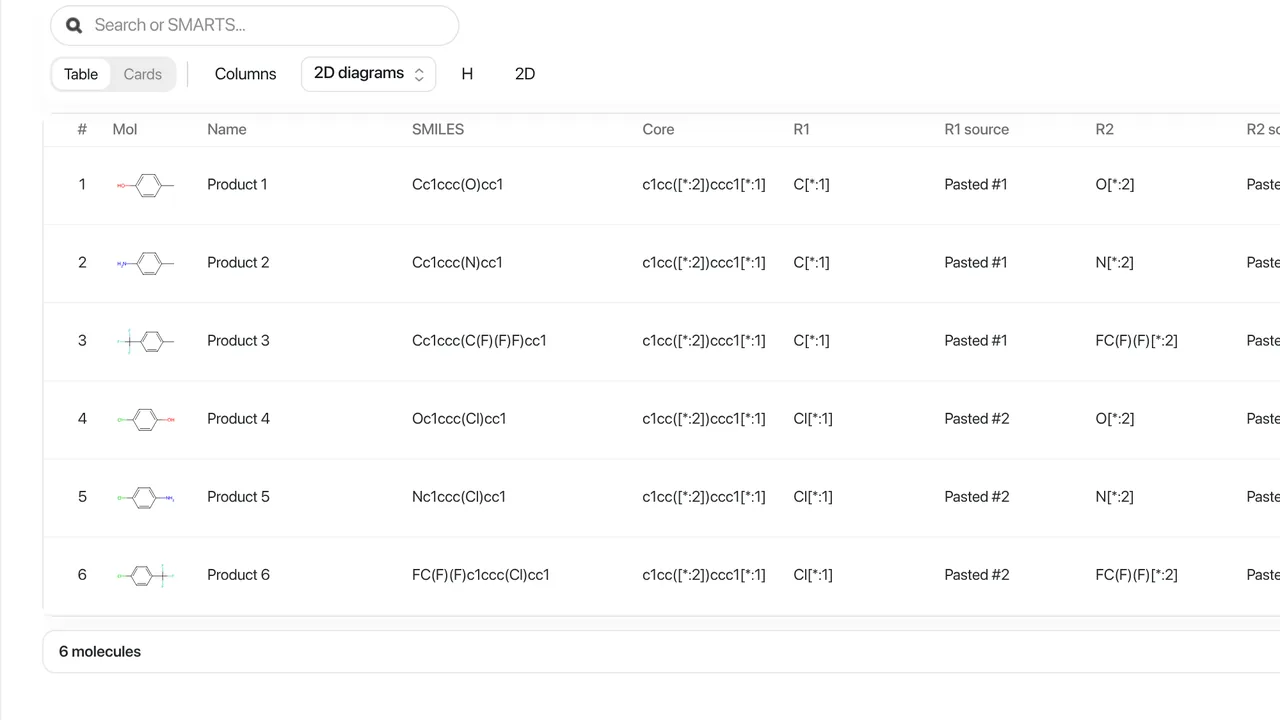 Search or SMARTS...
Table Cards Columns 2D diagrams H 2D
# Mol Name SMILES Core R1 R1 source R2 R2 so
1 Product 1 Cc1ccc(O)cc1 c1cc([*:2])ccc1[*:1] C[*:1] Pasted #1 O[*:2] Paste
2 Product 2 Cc1ccc(N)cc1 c1cc([*:2])ccc1[*:1] C[*:1] Pasted #1 N[*:2] Paste
3 Product 3 Cc1ccc(C(F)(F)F)cc1 c1cc([*:2])ccc1[*:1] C[*:1] Pasted #1 FC(F)(F)[*:2] Paste
4 Product 4 Oc1ccc(Cl)cc1 c1cc([*:2])ccc1[*:1] Cl[*:1] Pasted #2 O[*:2] Paste
5 Product 5 Nc1ccc(Cl)cc1 c1cc([*:2])ccc1[*:1] Cl[*:1] Pasted #2 N[*:2] Paste
6 Product 6 FC(F)(F)c1ccc(Cl)cc1 c1cc([*:2])ccc1[*:1] Cl[*:1] Pasted #2 FC(F)(F)[*:2] Paste
6 molecules